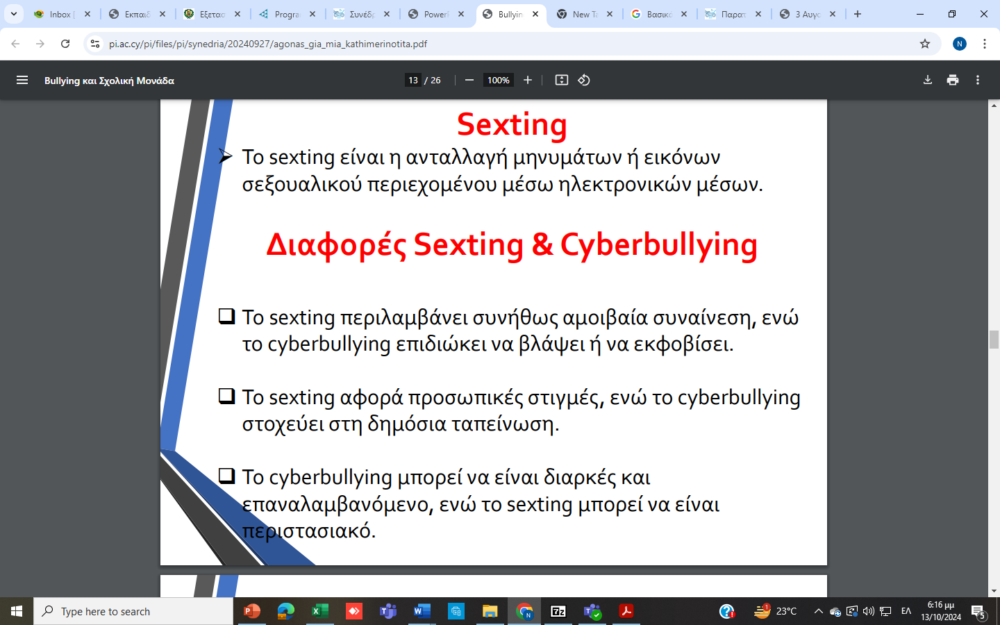 Inbox
Εκπαιδ
Εξετασ
Progra
Συνέδρ
PowerP
Bullyin
New Ta
Βασικά
Παρατ
3 Αυγο
pi.ac.cy/pi/files/pi/synedria/20240927/agonas_gia_mia_kathimerinotita.pdf
N
Bullying και Σχολική Μονάδα
13 / 26
100%
Sexting
Το sexting είναι η ανταλλαγή μηνυμάτων ή εικόνων
σεξουαλικού περιεχομένου μέσω ηλεκτρονικών μέσων.
Διαφορές Sexting & Cyberbullying
Το sexting περιλαμβάνει συνήθως αμοιβαία συναίνεση, ενώ
το cyberbullying επιδιώκει να βλάψει ή να εκφοβίσει.
Το sexting αφορά προσωπικές στιγμές, ενώ το cyberbullying
στοχεύει στη δημόσια ταπείνωση.
Το cyberbullying μπορεί να είναι διαρκές και
επαναλαμβανόμενο, ενώ το sexting μπορεί να είναι
περιστασιακό.
Type here to search
23°C
ΕΛ
6:16 μμ
13/10/2024
5